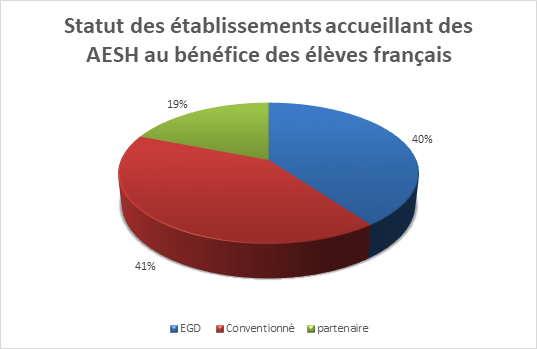 Statut des établissements accueillant des
AESH au bénéfice des élèves français
19%
40%
41%
EGD Conventionné partenaire